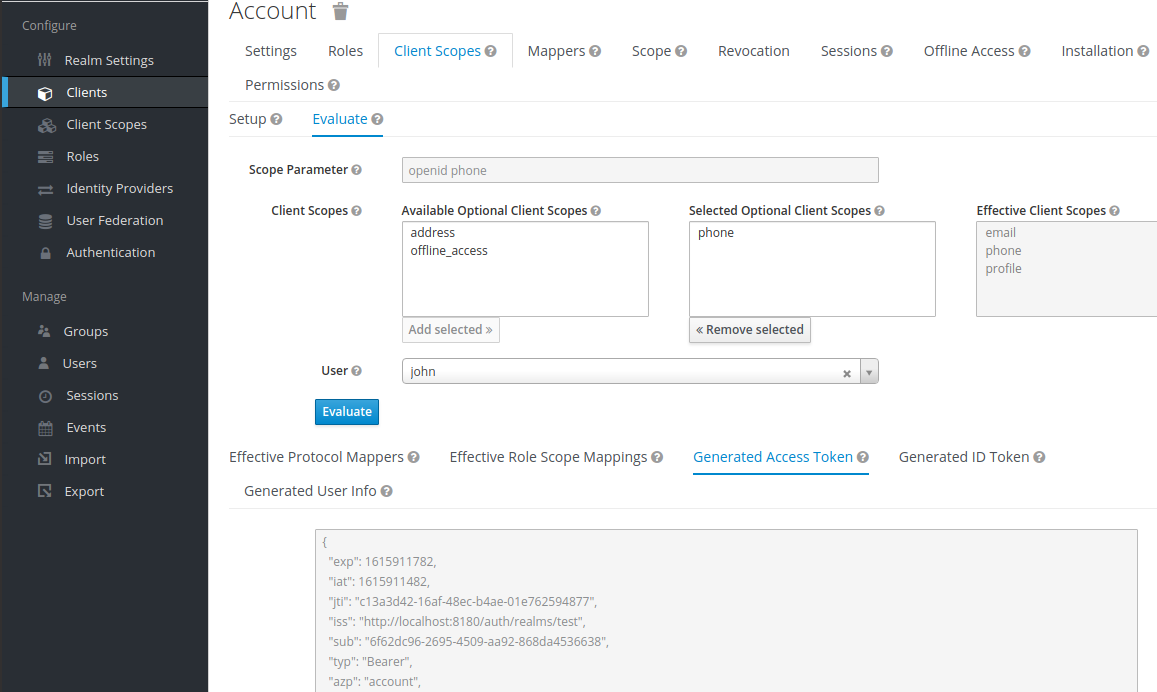 Account
Configure
Realm Settings
Clients
Client Scopes
Roles
Identity Providers
User Federation
Authentication
Manage
Groups
Users
Sessions
Events
Import
Export
Settings Roles Client Scopes Mappers Scope Revocation Sessions Offline Access Installation
Permissions
Setup Evaluate
Scope Parameter openid phone
Client Scopes Available Optional Client Scopes Selected Optional Client Scopes Effective Client Scopes
address phone email
offline_access phone
profile
Add selected » « Remove selected
User john
Evaluate
Effective Protocol Mappers Effective Role Scope Mappings Generated Access Token Generated ID Token
Generated User Info
{
"exp": 1615911782,
"iat": 1615911482,
"jti": "c13a3d42-16af-48ec-b4ae-01e762594877",
"iss": "http://localhost:8180/auth/realms/test",
"sub": "6f62dc96-2695-4509-aa92-868da4536638",
"typ": "Bearer",
"azp": "account",